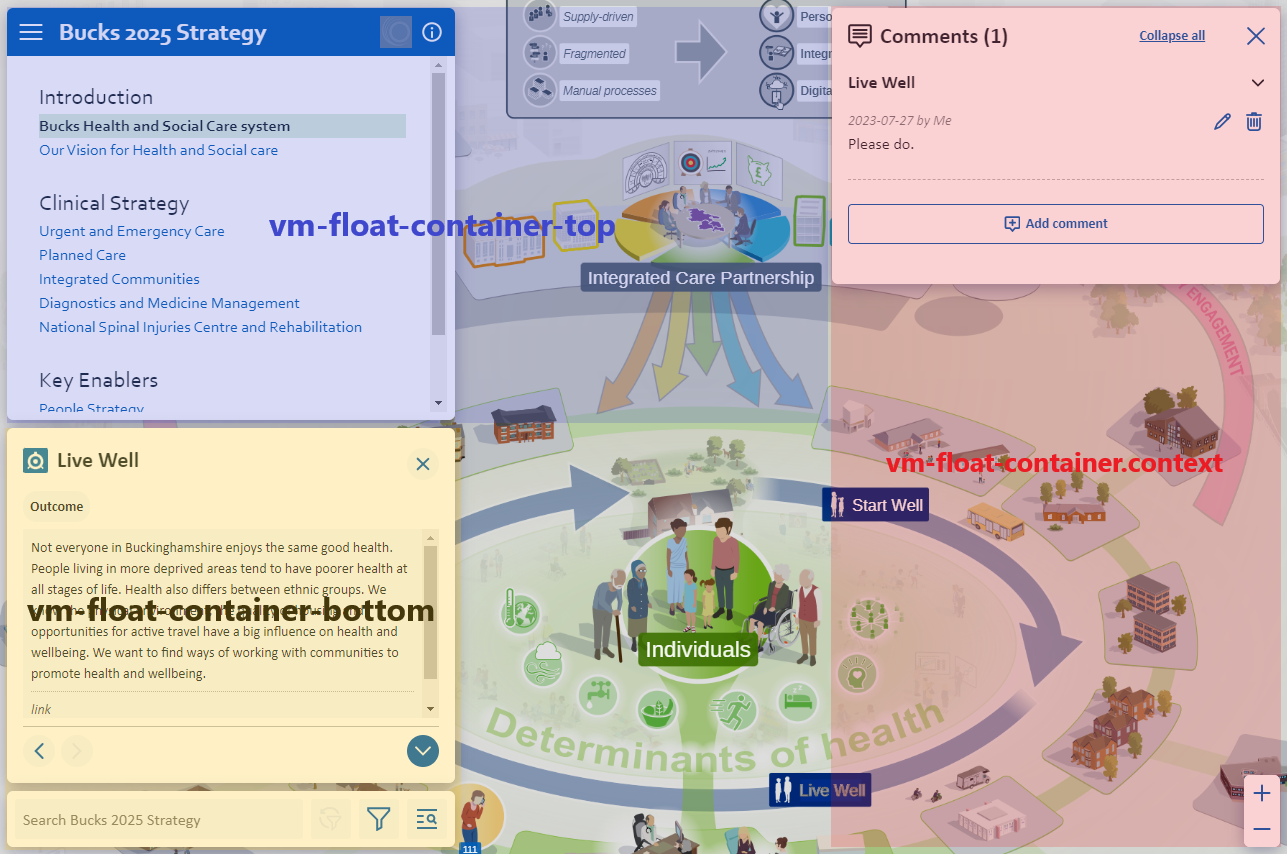 Bucks 2025 Strategy
Introduction
Bucks Health and Social Care system
Our Vision for Health and Social care
Clinical Strategy
Urgent and Emergency Care
Planned Care
Integrated Communities
Diagnostics and Medicine Management
National Spinal Injuries Centre and Rehabilitation
Key Enablers
People Strategy
vm-float-container-top
Supply-driven
Fragmented
Manual processes
Perso
Integr
Digita
Integrated Care Partnership
Comments (1)
Collapse all
Live Well
2023-07-27 by Me
Please do.
Add comment
ENGAGEMENT
vm-float-container.context
Start Well
Individuals
Determinants of health
Live Well
111
Live Well
Outcome
Not everyone in Buckinghamshire enjoys the same good health.
People living in more deprived areas tend to have poorer health at
all stages of life. Health also differs between ethnic groups. We
vm-float-container-bottom
opportunities for active travel have a big influence on health and
wellbeing. We want to find ways of working with communities to
promote health and wellbeing.
link
Search Bucks 2025 Strategy